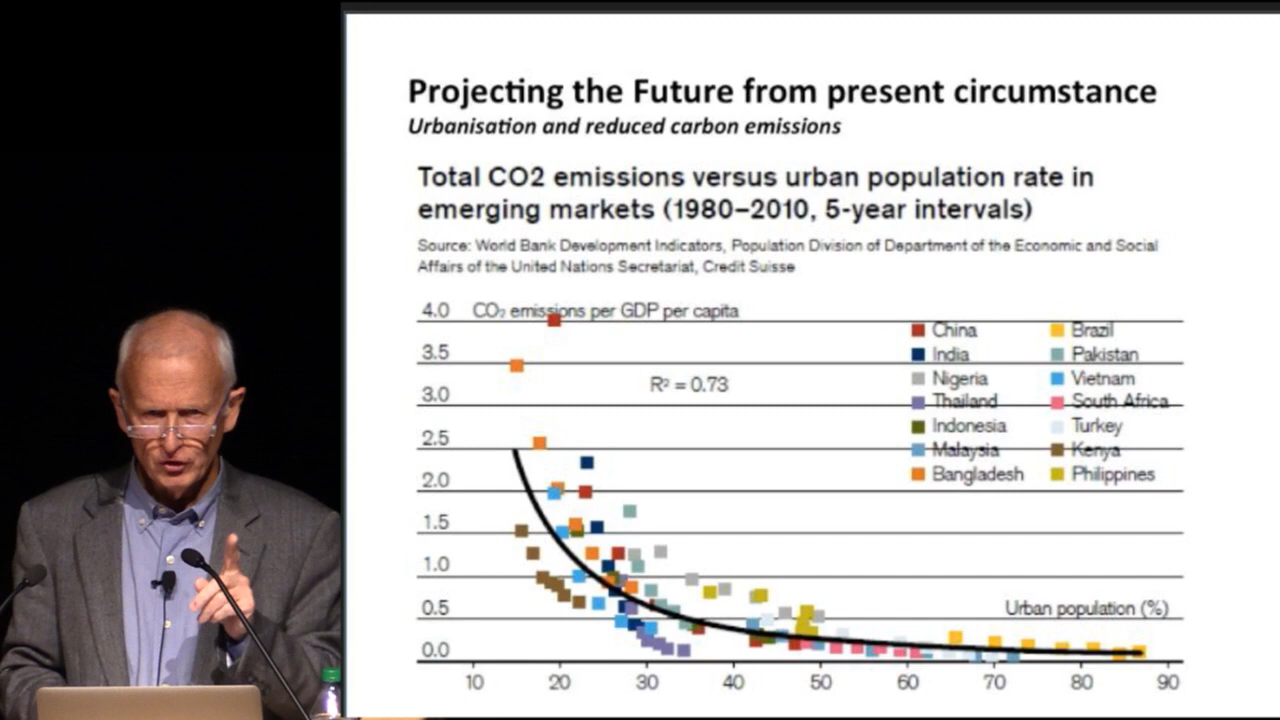 Projecting the Future from present circumstance
Urbanisation and reduced carbon emissions
Total CO2 emissions versus urban population rate in
emerging markets (1980–2010, 5-year intervals)
Source: World Bank Development Indicators, Population Division of Department of the Economic and Social
Affairs of the United Nations Secretariat, Credit Suisse
4.0 CO₂ emissions per GDP per capita
China Brazil
3.5 India Pakistan
R² = 0.73 Nigeria Vietnam
3.0 Thailand South Africa
Indonesia Turkey
2.5 Malaysia Kenya
2.0 Bangladesh Philippines
1.5
1.0
0.5 Urban population (%)
0.0
10 20 30 40 50 60 70 80 90